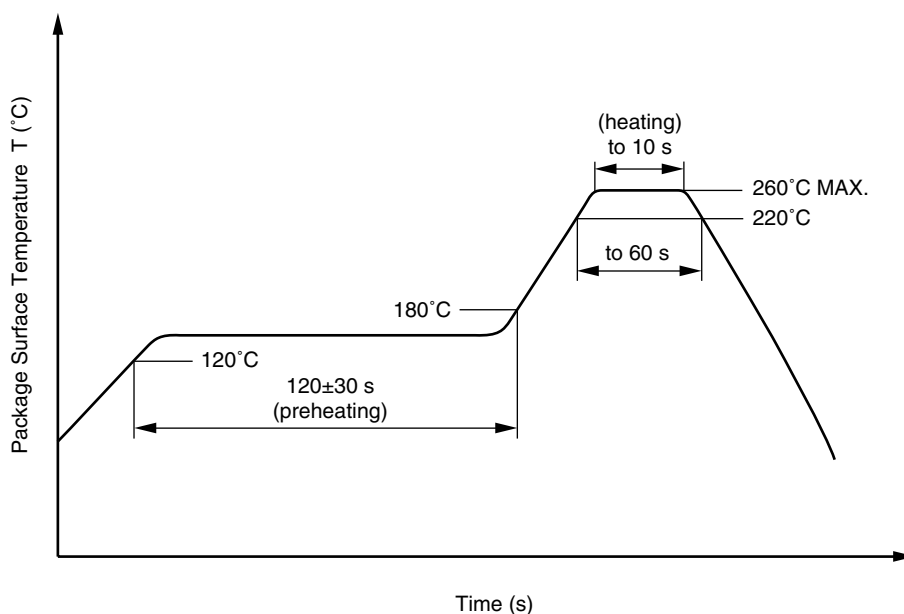 Package Surface Temperature T (˚C)
(heating)
to 10 s
260˚C MAX.
220˚C
to 60 s
180˚C
120˚C
120±30 s
(preheating)
Time (s)